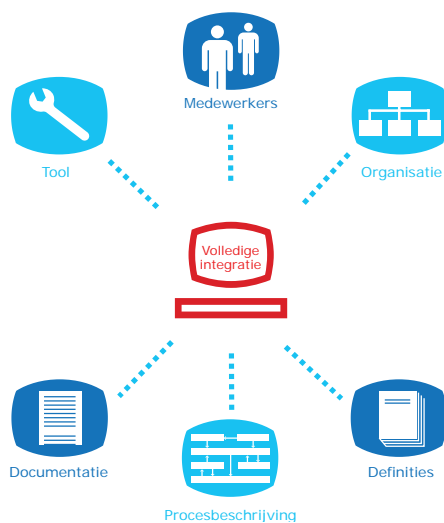 Medewerkers
Tool
Organisatie
Volledige
integratie
Documentatie
Definities
Procesbeschrijving